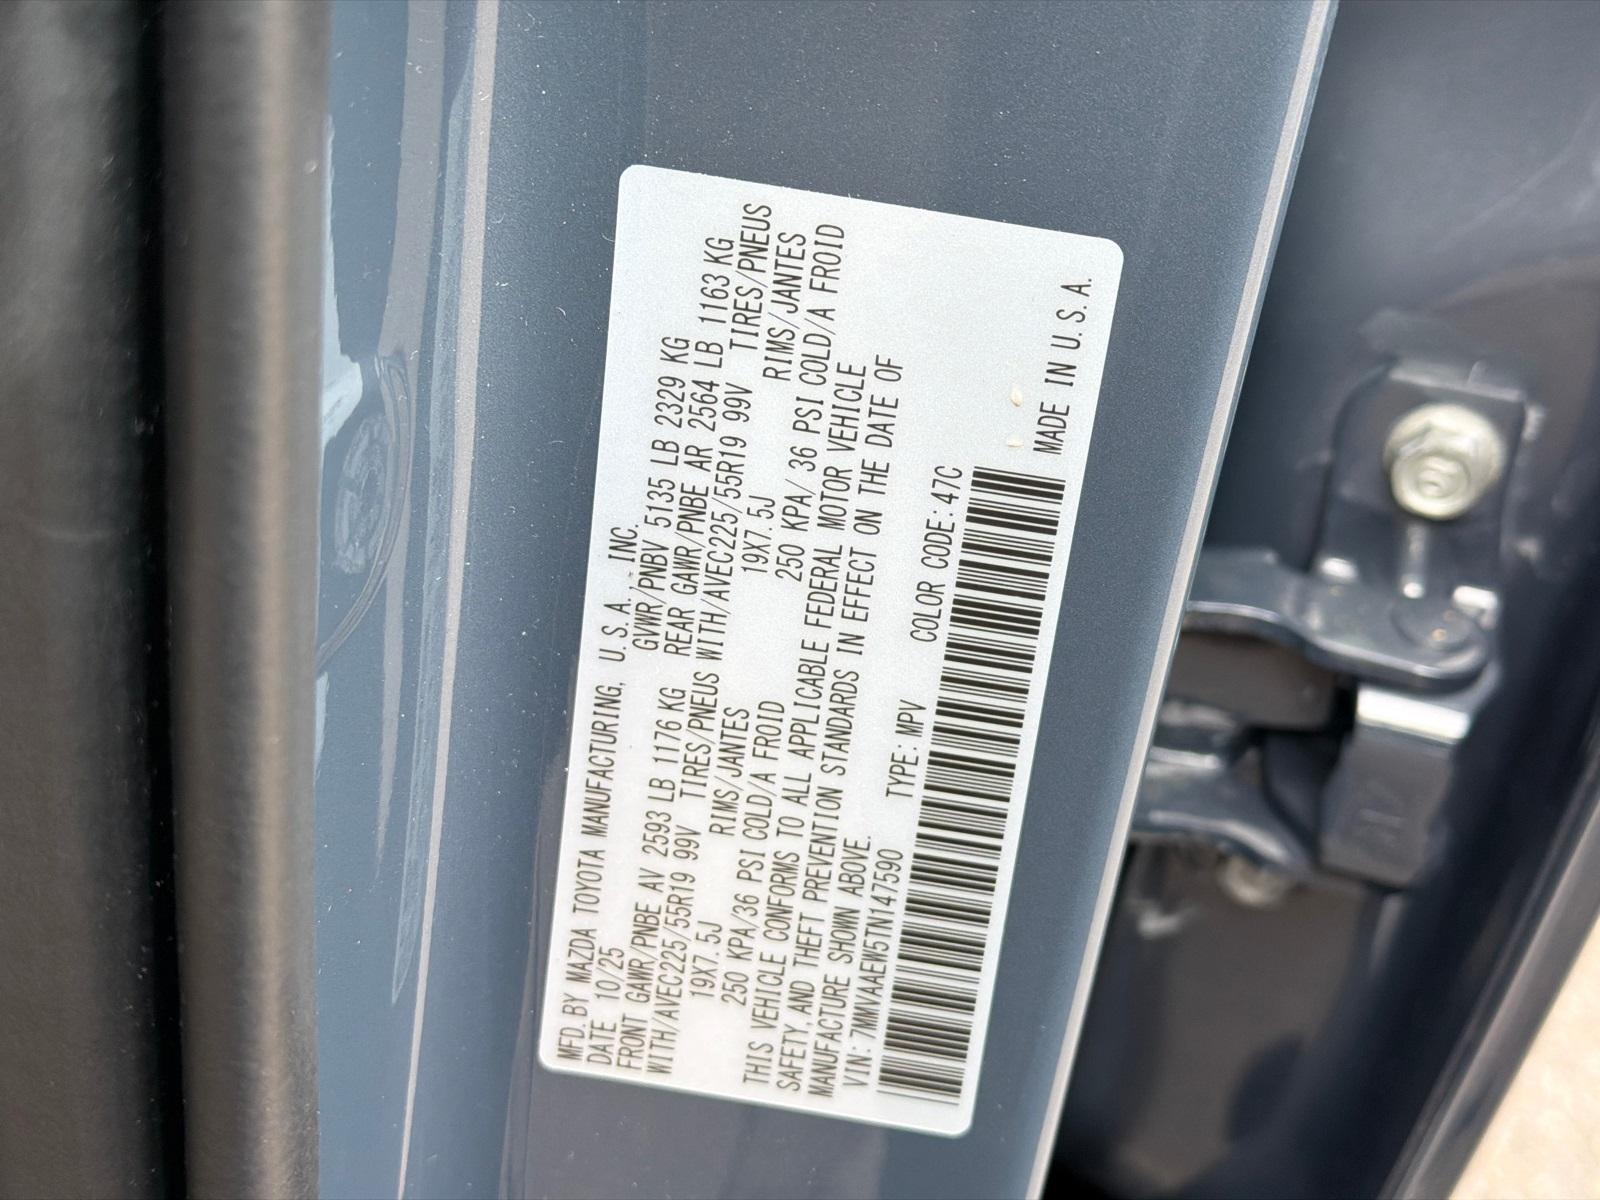 MFD.BY MAZDA TOYOTA MANUFACTURING, U.S.A., INC.
DATE 10/25 GVWR/PNBV 5135 LB 2329 KG
FRONT GAWR/PNBE AV 2593 LB 1176 KG REAR GAWR/PNBE AR 2564 LB 1163 KG
WITH/AVEC225/55R19 99V TIRES/PNEUS WITH/AVEC225/55R19 99V TIRES/PNEUS
19X7.5J RIMS/JANTES 19X7.5J RIMS/JANTES
250 KPA/36 PSI COLD/A FROID 250 KPA/ 36 PSI COLD/A FROID
THIS VEHICLE CONFORMS TO ALL APPLICABLE FEDERAL MOTOR VEHICLE
SAFETY, AND THEFT PREVENTION STANDARDS IN EFFECT ON THE DATE OF
MANUFACTURE SHOWN ABOVE.
VIN: 7MMVAAEW5TN147590 TYPE: MPV COLOR CODE: 47C
MADE IN U.S.A.